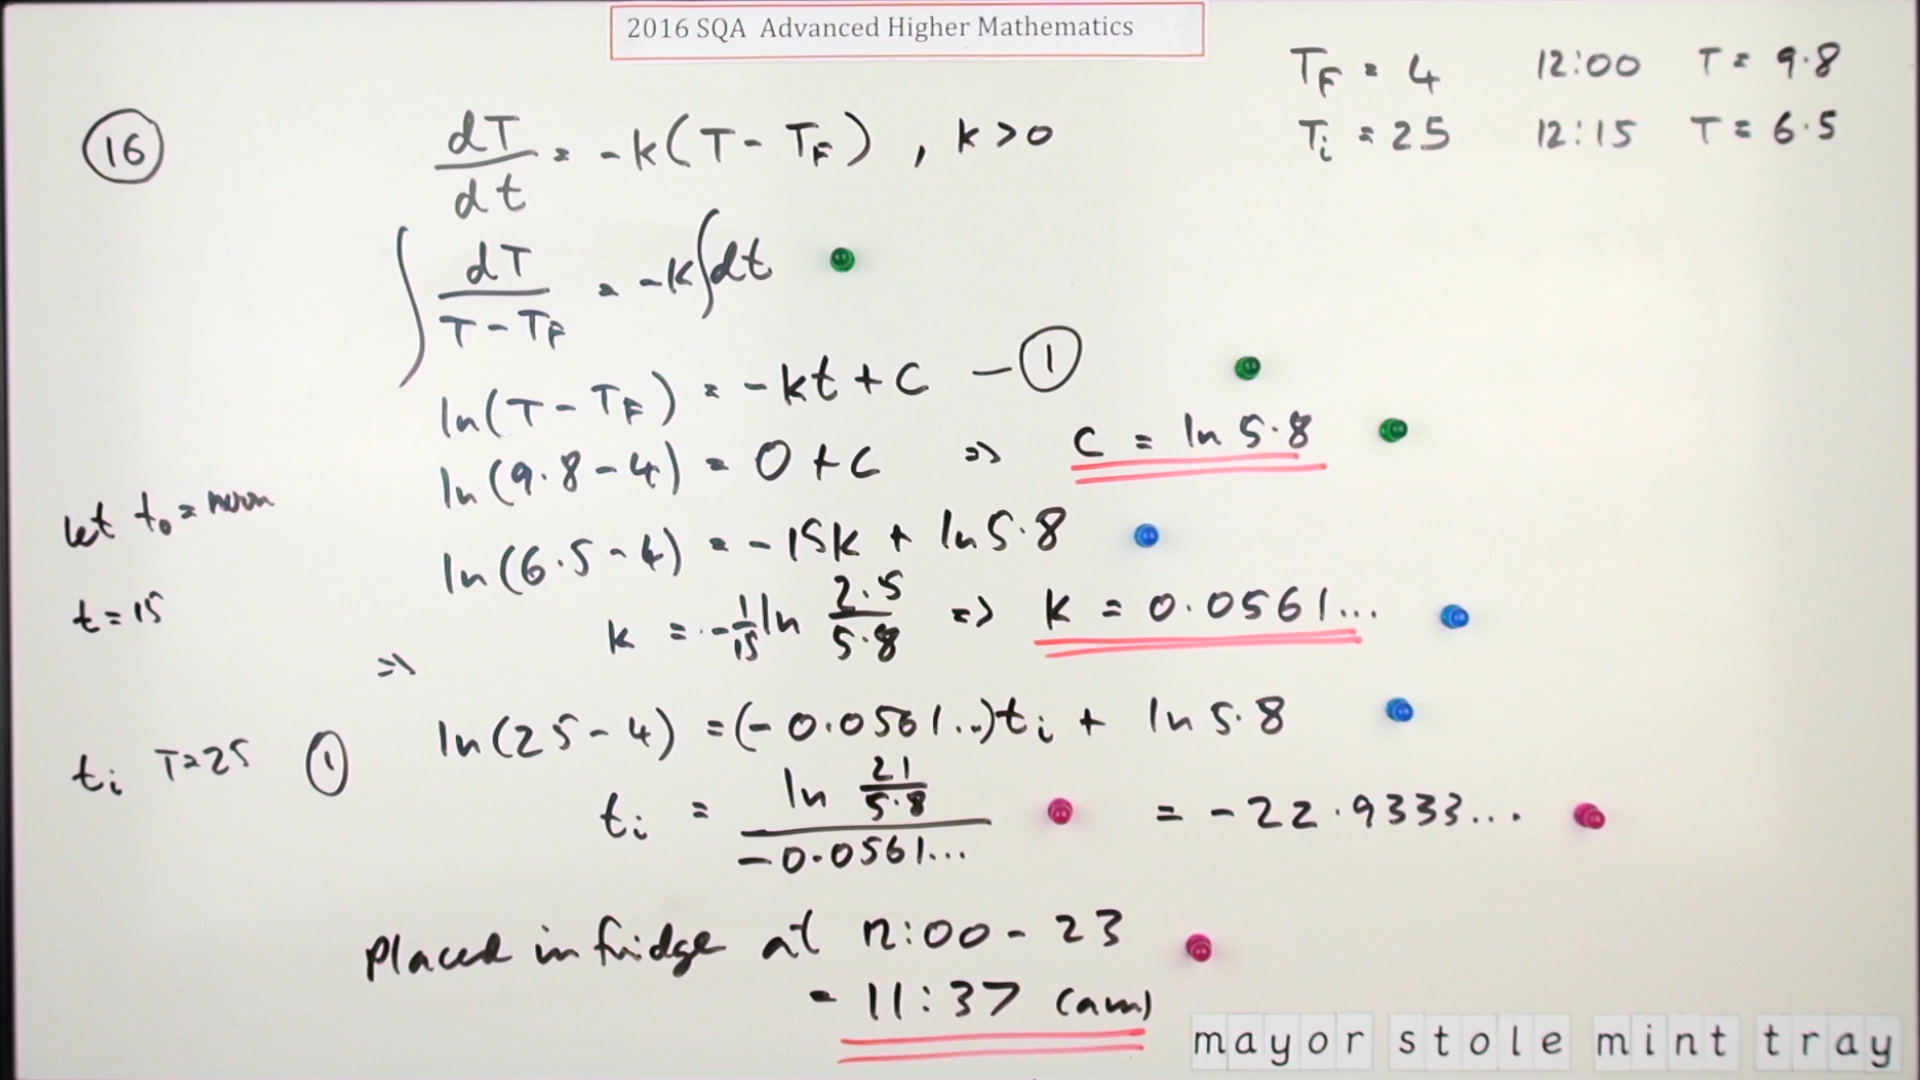 2016 SQA Advanced Higher Mathematics
T_F = 4 12:00 T = 9.8
T_i = 25 12:15 T = 6.5
16
dT/dt = -k(T - T_F) , k > 0
∫ dT/(T - T_F) = -k∫dt
ln(T - T_F) = -kt + C — ①
ln(9.8 - 4) = 0 + C => C = ln 5.8
let t_0 = noon
ln(6.5 - 4) = -15k + ln 5.8
t = 15
k = -1/15 ln 2.5/5.8 => k = 0.0561...
=>
t_i T=25 ① ln(25 - 4) = (-0.0561..)t_i + ln 5.8
t_i = ln 21/5.8 / -0.0561... = -22.9333...
Placed in fridge at 12:00 - 23
= 11:37 (am)
mayor stole mint tray